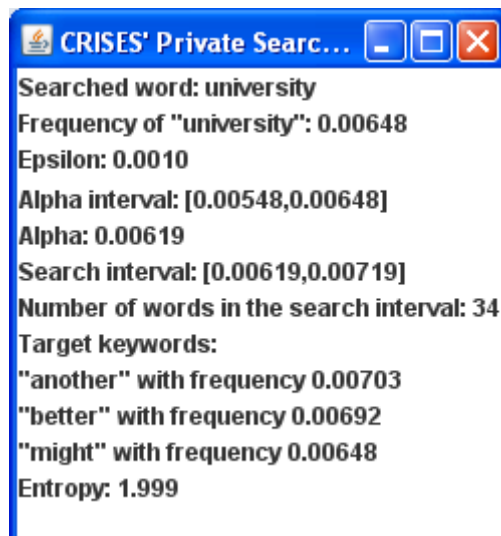 CRISES' Private Searc...
Searched word: university
Frequency of "university": 0.00648
Epsilon: 0.0010
Alpha interval: [0.00548,0.00648]
Alpha: 0.00619
Search interval: [0.00619,0.00719]
Number of words in the search interval: 34
Target keywords:
"another" with frequency 0.00703
"better" with frequency 0.00692
"might" with frequency 0.00648
Entropy: 1.999